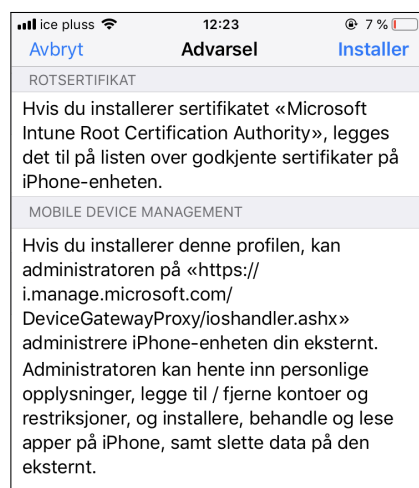 ice pluss 12:23 7 %
Avbryt Advarsel Installer
ROTSERTIFIKAT
Hvis du installerer sertifikatet «Microsoft
Intune Root Certification Authority», legges
det til på listen over godkjente sertifikater på
iPhone-enheten.
MOBILE DEVICE MANAGEMENT
Hvis du installerer denne profilen, kan
administratoren på «https://
i.manage.microsoft.com/
DeviceGatewayProxy/ioshandler.ashx»
administrere iPhone-enheten din eksternt.
Administratoren kan hente inn personlige
opplysninger, legge til / fjerne kontoer og
restriksjoner, og installere, behandle og lese
apper på iPhone, samt slette data på den
eksternt.